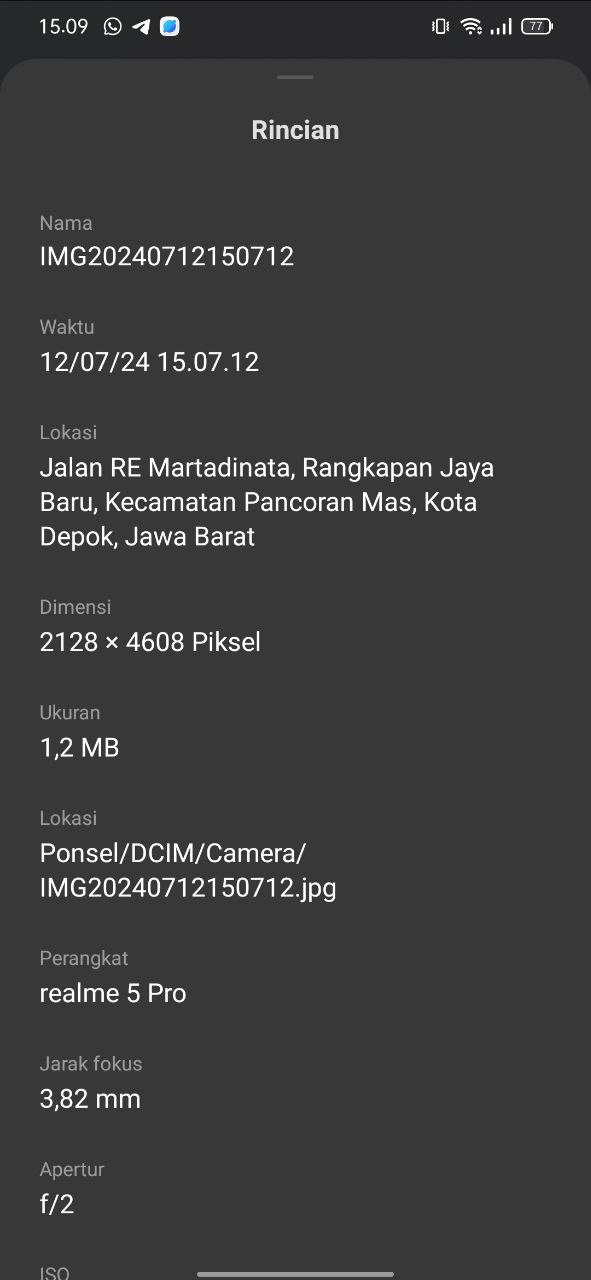 15.09
77
Rincian
Nama
IMG20240712150712
Waktu
12/07/24 15.07.12
Lokasi
Jalan RE Martadinata, Rangkapan Jaya
Baru, Kecamatan Pancoran Mas, Kota
Depok, Jawa Barat
Dimensi
2128 × 4608 Piksel
Ukuran
1,2 MB
Lokasi
Ponsel/DCIM/Camera/
IMG20240712150712.jpg
Perangkat
realme 5 Pro
Jarak fokus
3,82 mm
Apertur
f/2
ISO